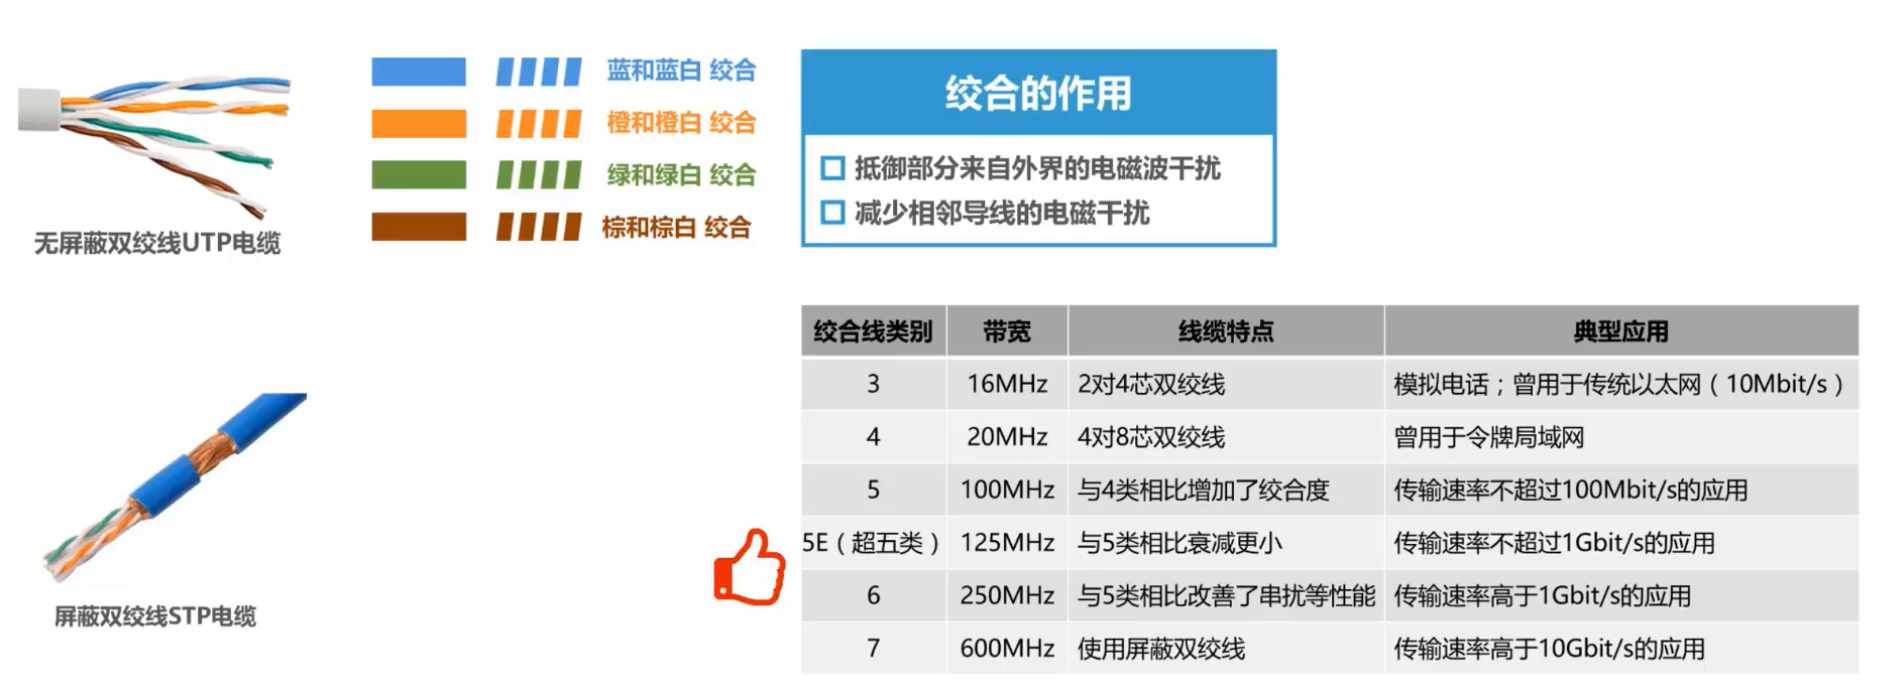 蓝和蓝白 绞合
橙和橙白 绞合
绿和绿白 绞合
棕和棕白 绞合
无屏蔽双绞线UTP电缆
绞合的作用
抵御部分来自外界的电磁波干扰
减少相邻导线的电磁干扰
屏蔽双绞线STP电缆
绞合线类别 带宽 线缆特点 典型应用
3 16MHz 2对4芯双绞线 模拟电话；曾用于传统以太网（10Mbit/s）
4 20MHz 4对8芯双绞线 曾用于令牌局域网
5 100MHz 与4类相比增加了绞合度 传输速率不超过100Mbit/s的应用
5E（超五类） 125MHz 与5类相比衰减更小 传输速率不超过1Gbit/s的应用
6 250MHz 与5类相比改善了串扰等性能 传输速率高于1Gbit/s的应用
7 600MHz 使用屏蔽双绞线 传输速率高于10Gbit/s的应用